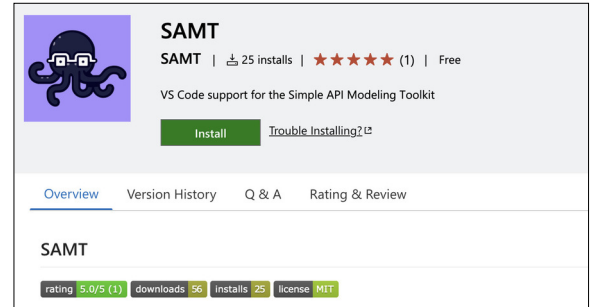 SAMT
SAMT | 25 installs | ★★★★★ (1) | Free
VS Code support for the Simple API Modeling Toolkit
Install Trouble Installing?
Overview Version History Q & A Rating & Review
SAMT
rating 5.0/5 (1) downloads 56 installs 25 license MIT